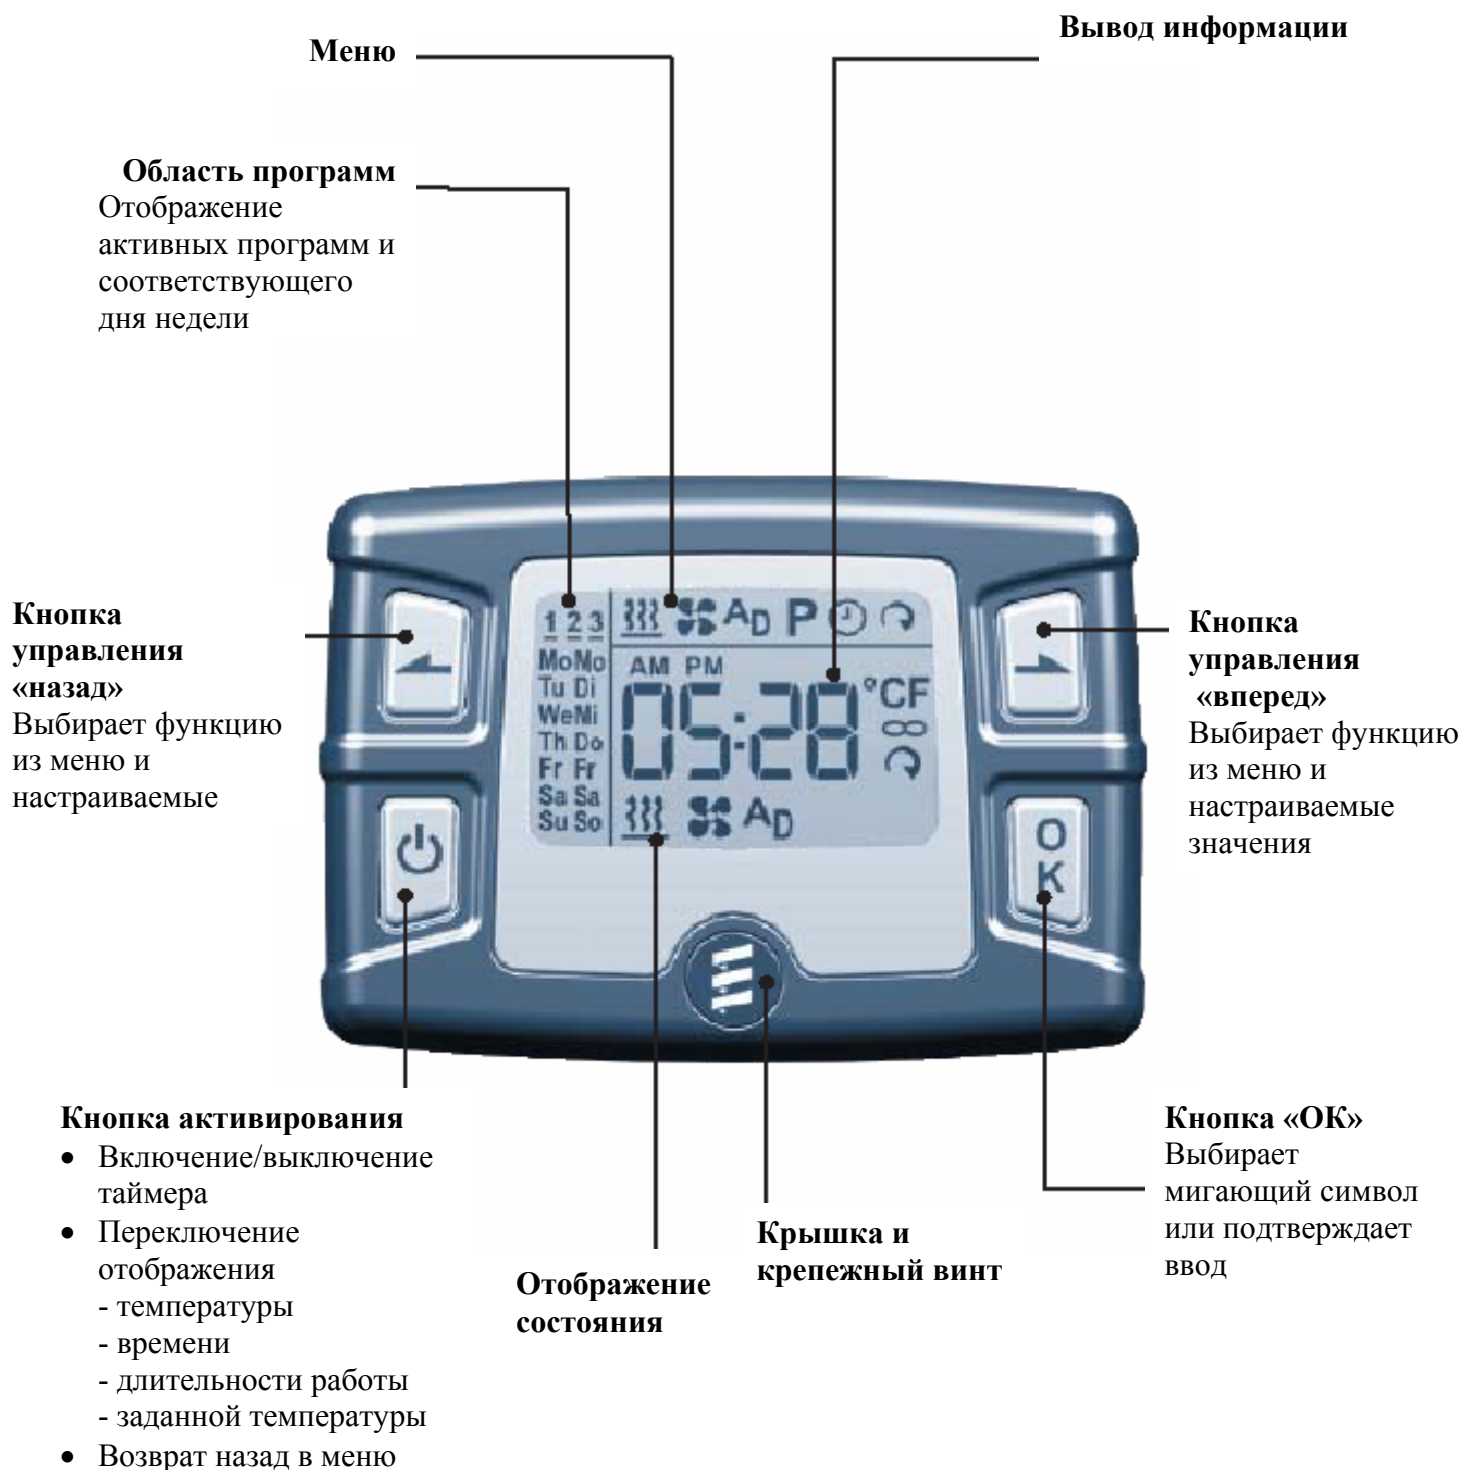 Вывод информации
Меню
Область программ
Отображение
активных программ и
соответствующего
дня недели
Кнопка
управления
«назад»
Выбирает функцию
из меню и
настраиваемые
1 2 3
AD P
MoMo
Tu Di
WeMi
Th Do
Fr Fr
Sa Sa
Su So
AM PM
05:28 °CF
AD
O
K
Кнопка
управления
«вперед»
Выбирает функцию
из меню и
настраиваемые
значения
Кнопка активирования
• Включение/выключение
таймера
• Переключение
отображения
- температуры
- времени
- длительности работы
- заданной температуры
• Возврат назад в меню
Отображение
состояния
Крышка и
крепежный винт
Кнопка «ОК»
Выбирает
мигающий символ
или подтверждает
ввод